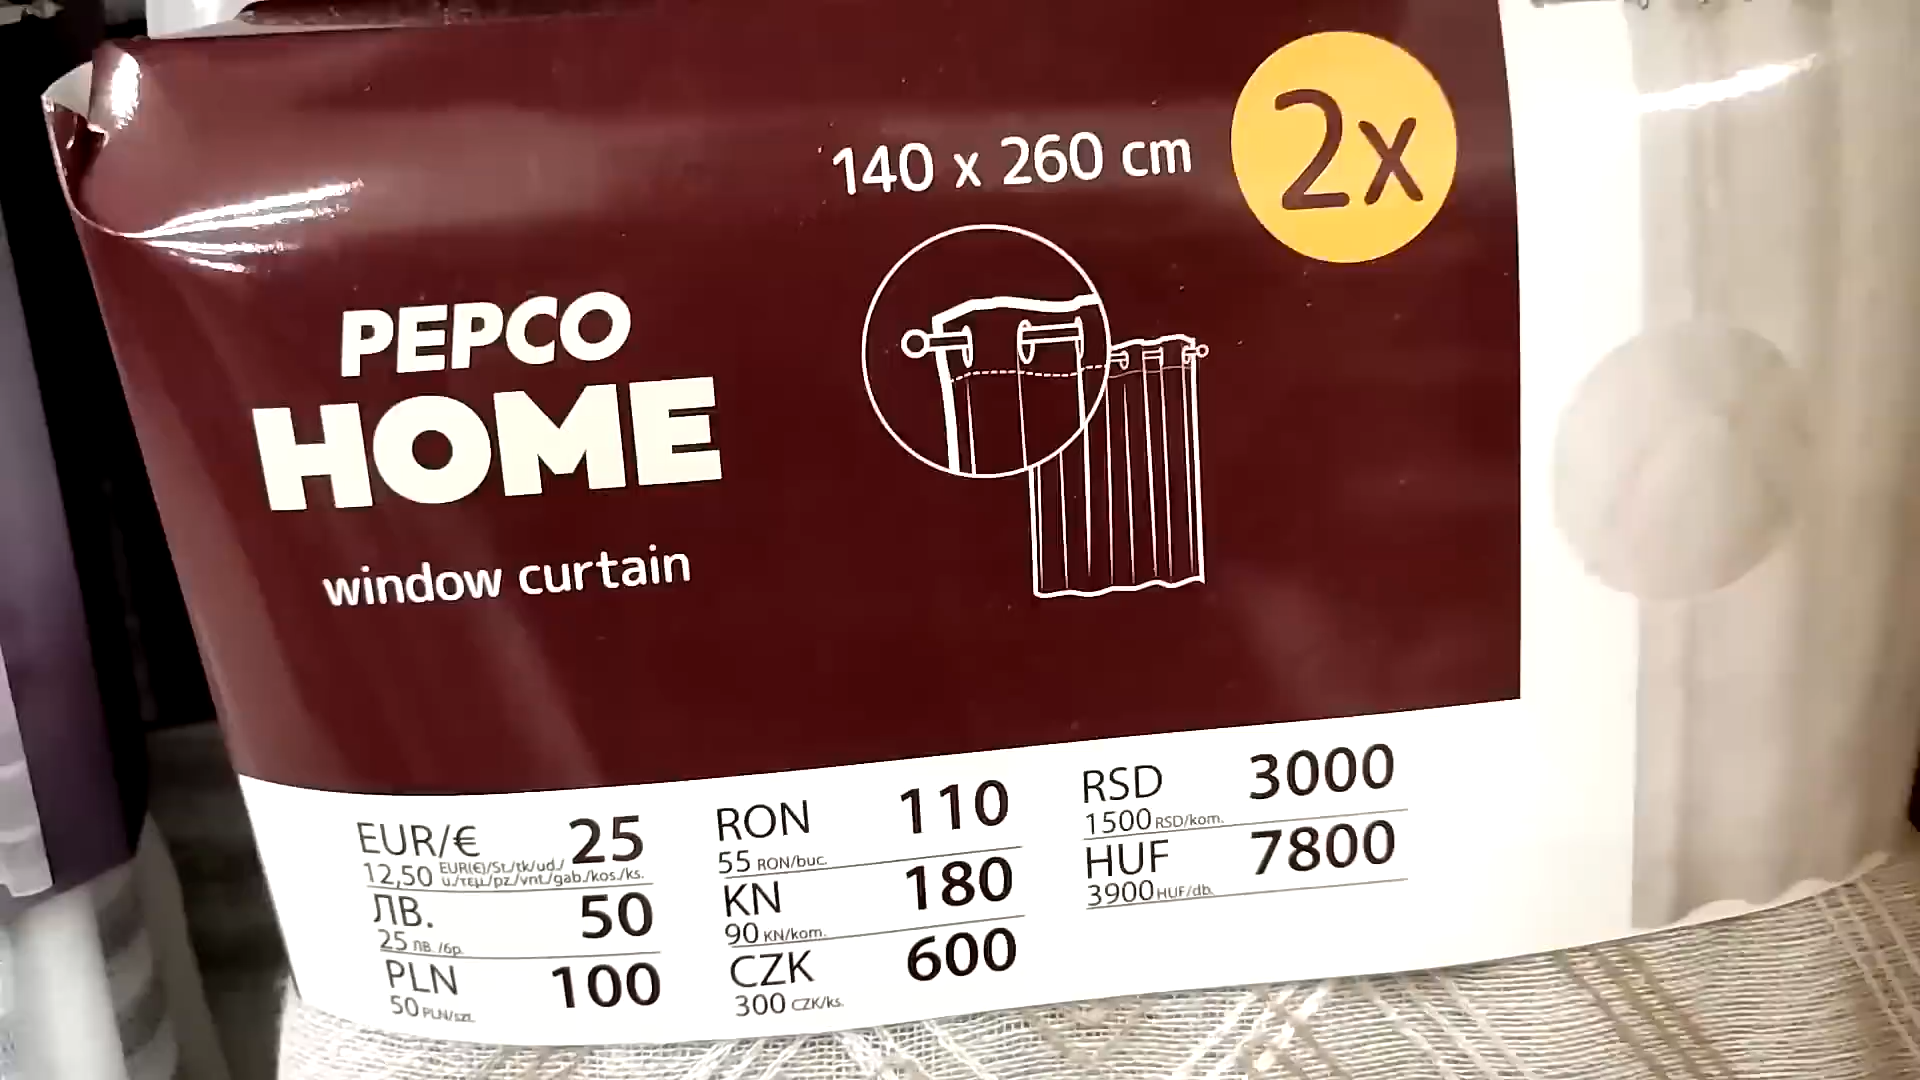 140 x 260 cm
2x
PEPCO
HOME
window curtain
EUR/€ 25
12,50 EUR(€)/St./tk/ud./
u./τεμ/pz./vnt./gab./kos./ks.
ЛВ. 50
25 ЛВ./бр.
PLN 100
50 PLN/szt.
RON 110
55 RON/buc.
KN 180
90 KN/kom.
CZK 600
300 CZK/ks.
RSD 3000
1500 RSD/kom.
HUF 7800
3900 HUF/db.